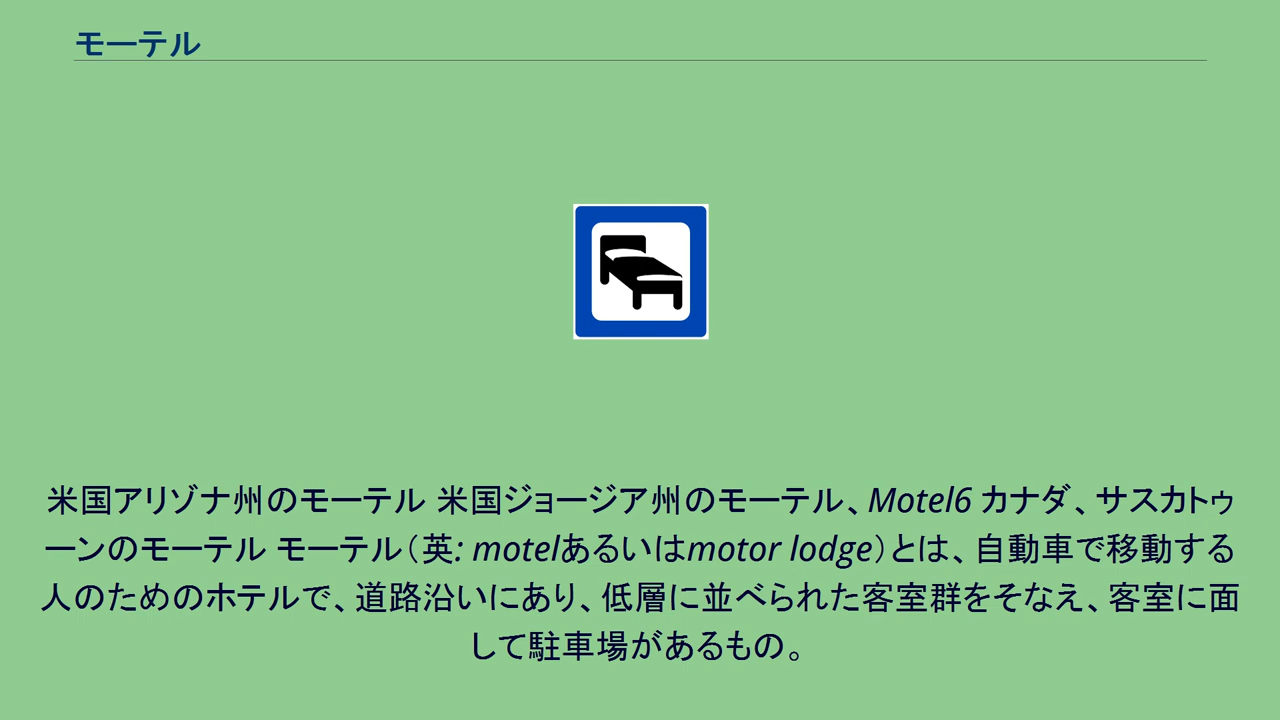 モーテル
米国アリゾナ州のモーテル 米国ジョージア州のモーテル、Motel6 カナダ、サスカトゥ
ーンのモーテル モーテル（英: motelあるいはmotor lodge）とは、自動車で移動する
人のためのホテルで、道路沿いにあり、低層に並べられた客室群をそなえ、客室に面
して駐車場があるもの。